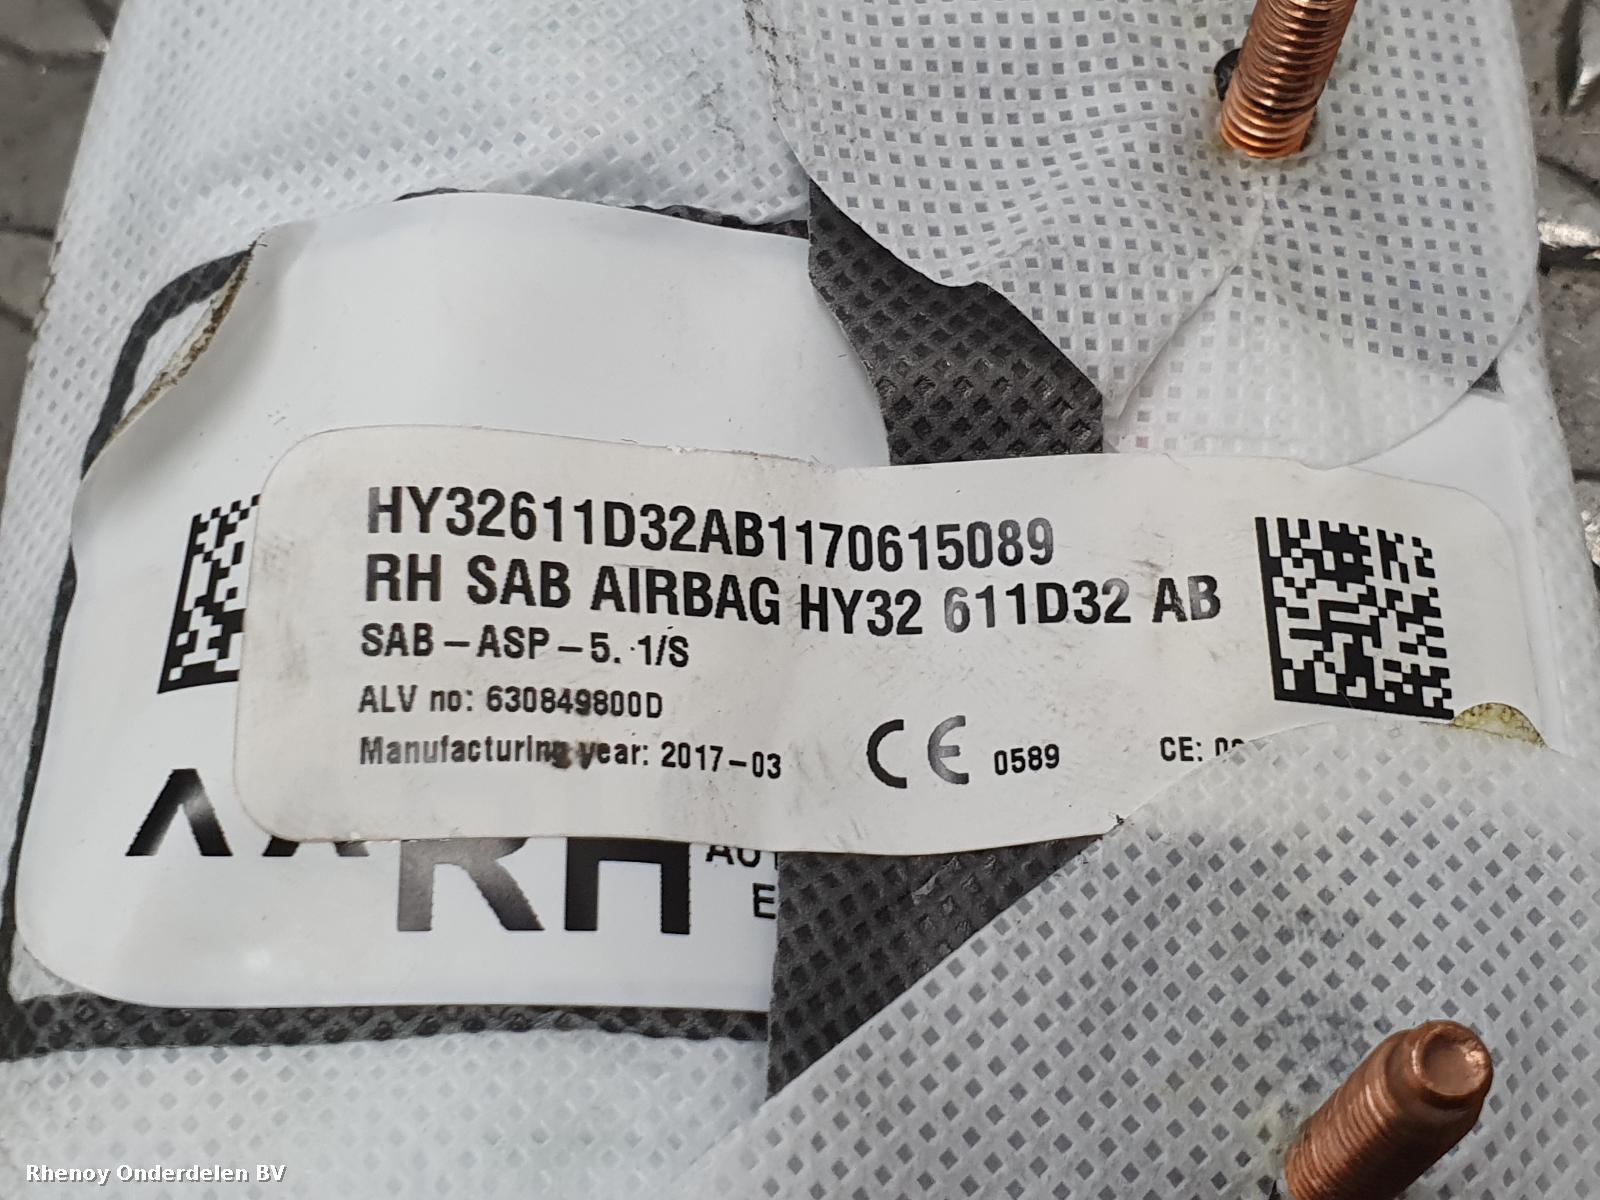 HY32611D32AB1170615089
RH SAB AIRBAG HY32 611D32 AB
SAB-ASP-5.1/S
ALV no: 630849800D
Manufacturing year: 2017-03
CE 0589
CE:
RH
Rhenoy Onderdelen BV